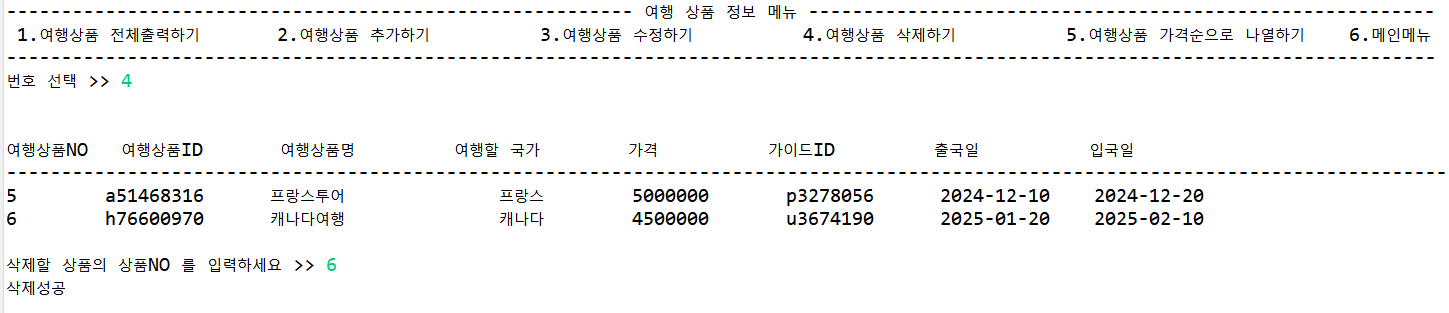 ---------------------------------------------------------------- 여행 상품 정보 메뉴 ----------------------------------------------------------------
1.여행상품 전체출력하기 2.여행상품 추가하기 3.여행상품 수정하기 4.여행상품 삭제하기 5.여행상품 가격순으로 나열하기 6.메인메뉴
--------------------------------------------------------------------------------------------------------------------------------------------------
번호 선택 >> 4
여행상품NO 여행상품ID 여행상품명 여행할 국가 가격 가이드ID 출국일 입국일
---------------------------------------------------------------------------------------------------------------------------------------------------
5 a51468316 프랑스투어 프랑스 5000000 p3278056 2024-12-10 2024-12-20
6 h76600970 캐나다여행 캐나다 4500000 u3674190 2025-01-20 2025-02-10
삭제할 상품의 상품NO 를 입력하세요 >> 6
삭제성공